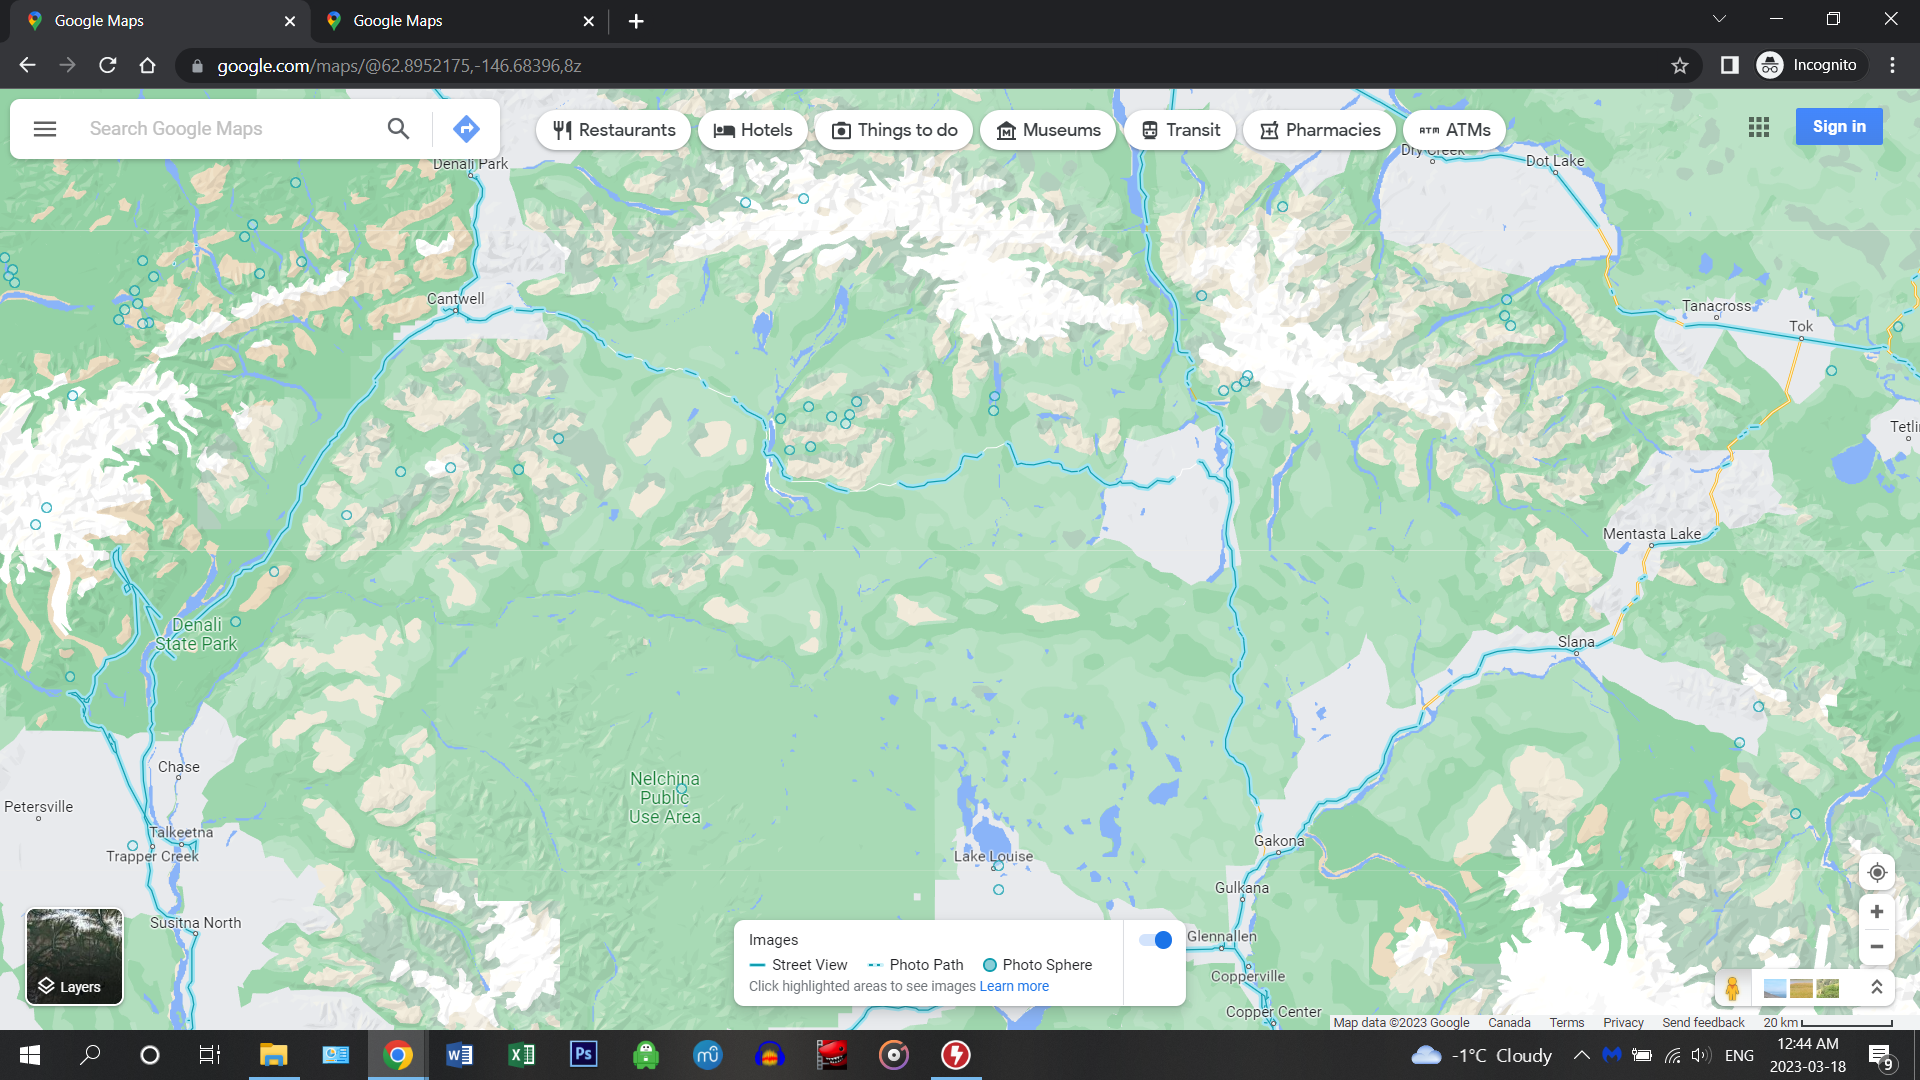 Google Maps
Google Maps
google.com/maps/@62.8952175,-146.68396,8z
Incognito
Search Google Maps
Restaurants
Hotels
Things to do
Museums
Transit
Pharmacies
ATM ATMs
Sign in
Denali Park
Dry Creek
Dot Lake
Cantwell
Tanacross
Tok
Tetli
Mentasta Lake
Denali
State Park
Slana
Chase
Nelchina
Public
Use Area
Petersville
Talkeetna
Trapper Creek
Lake Louise
Gakona
Gulkana
Susitna North
Glennallen
Copperville
Copper Center
Layers
Images
Street View
Photo Path
Photo Sphere
Click highlighted areas to see images Learn more
Map data ©2023 Google
Canada
Terms
Privacy
Send feedback
20 km
W
X
Ps
mu
-1°C Cloudy
ENG
12:44 AM
2023-03-18
9